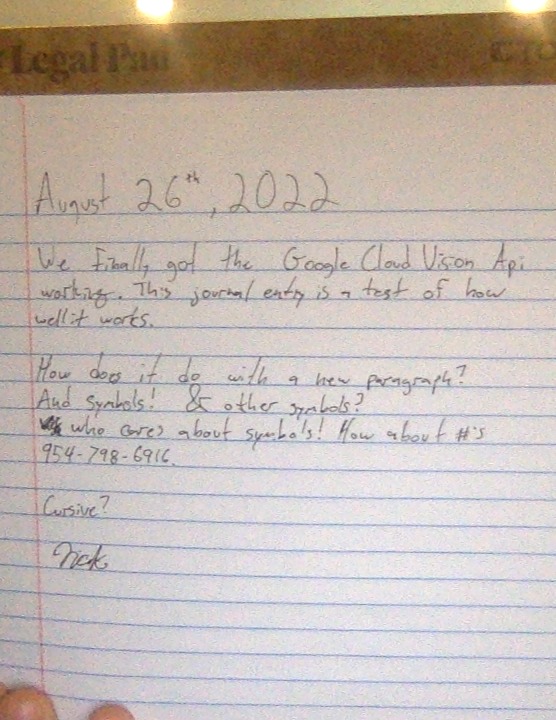 Legal Pad
August 26th, 2022
We finally got the Google Cloud Vision Api
working. This journal entry is a test of how
well it works.
How does it do with a new paragraph?
And symbols! & other symbols?
who cares about symbols! How about #'s
954-798-6916.
Cursive?
Nick